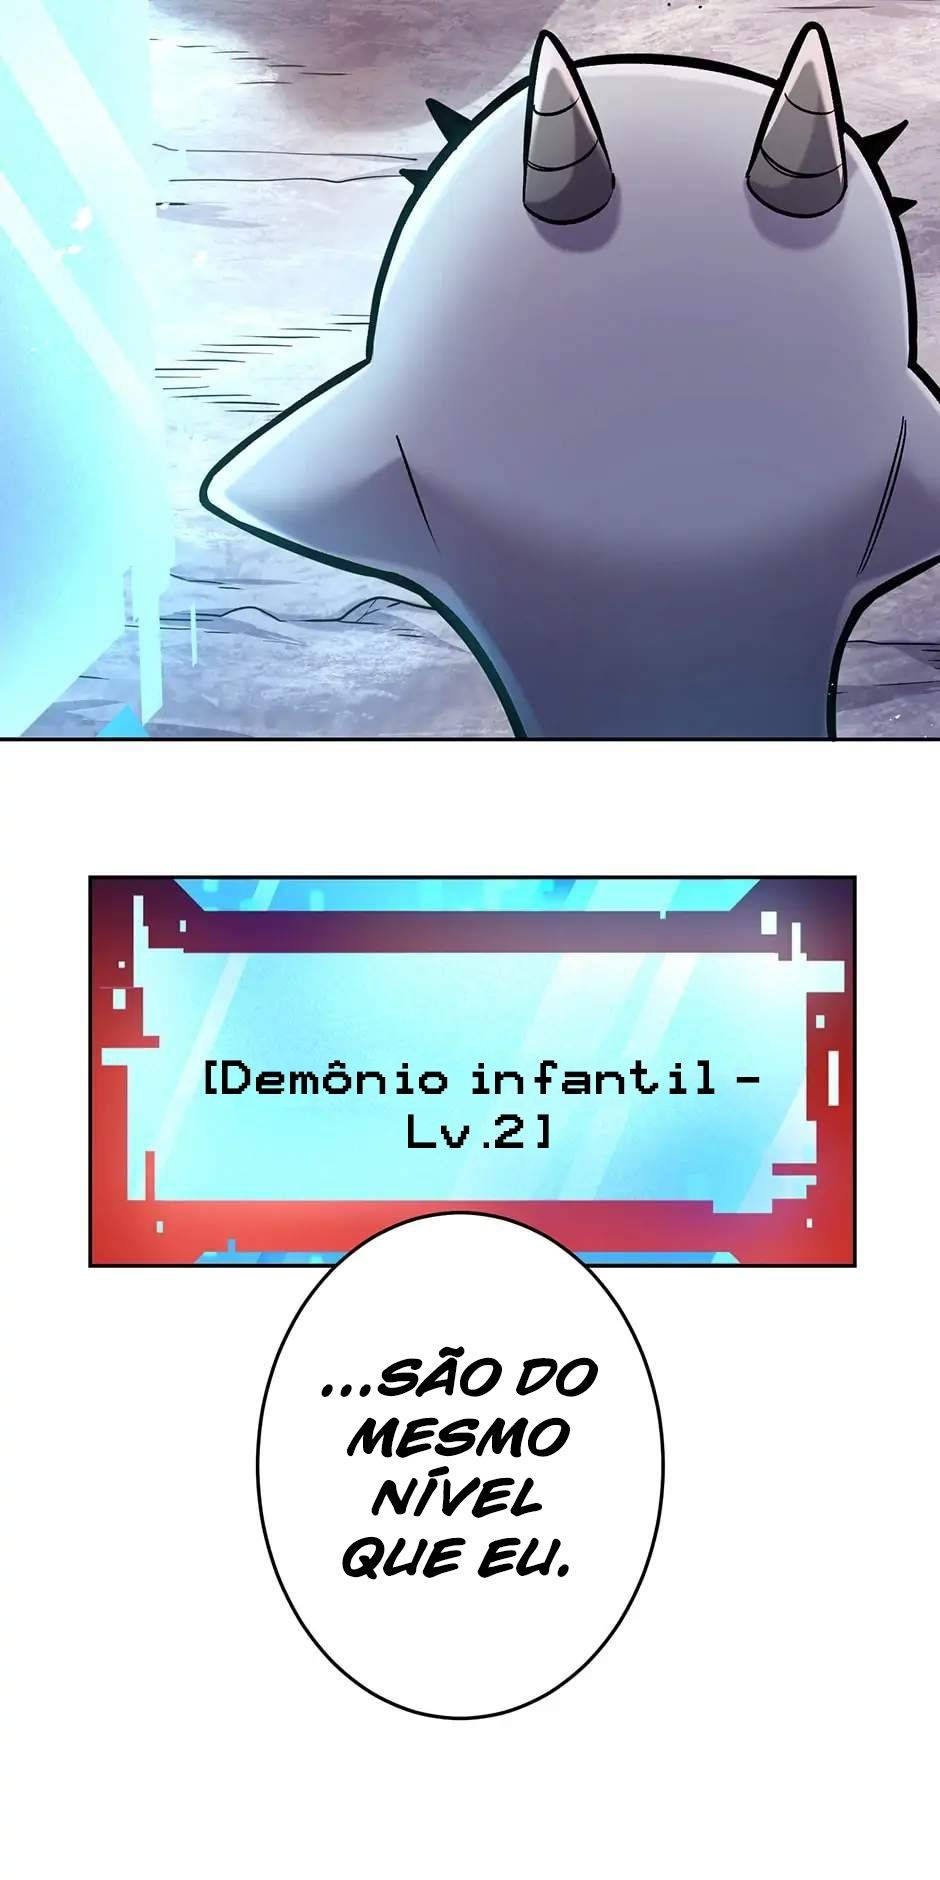 [Demônio infantil -
Lv.2]
...SÃO DO
MESMO
NÍVEL
QUE EU.